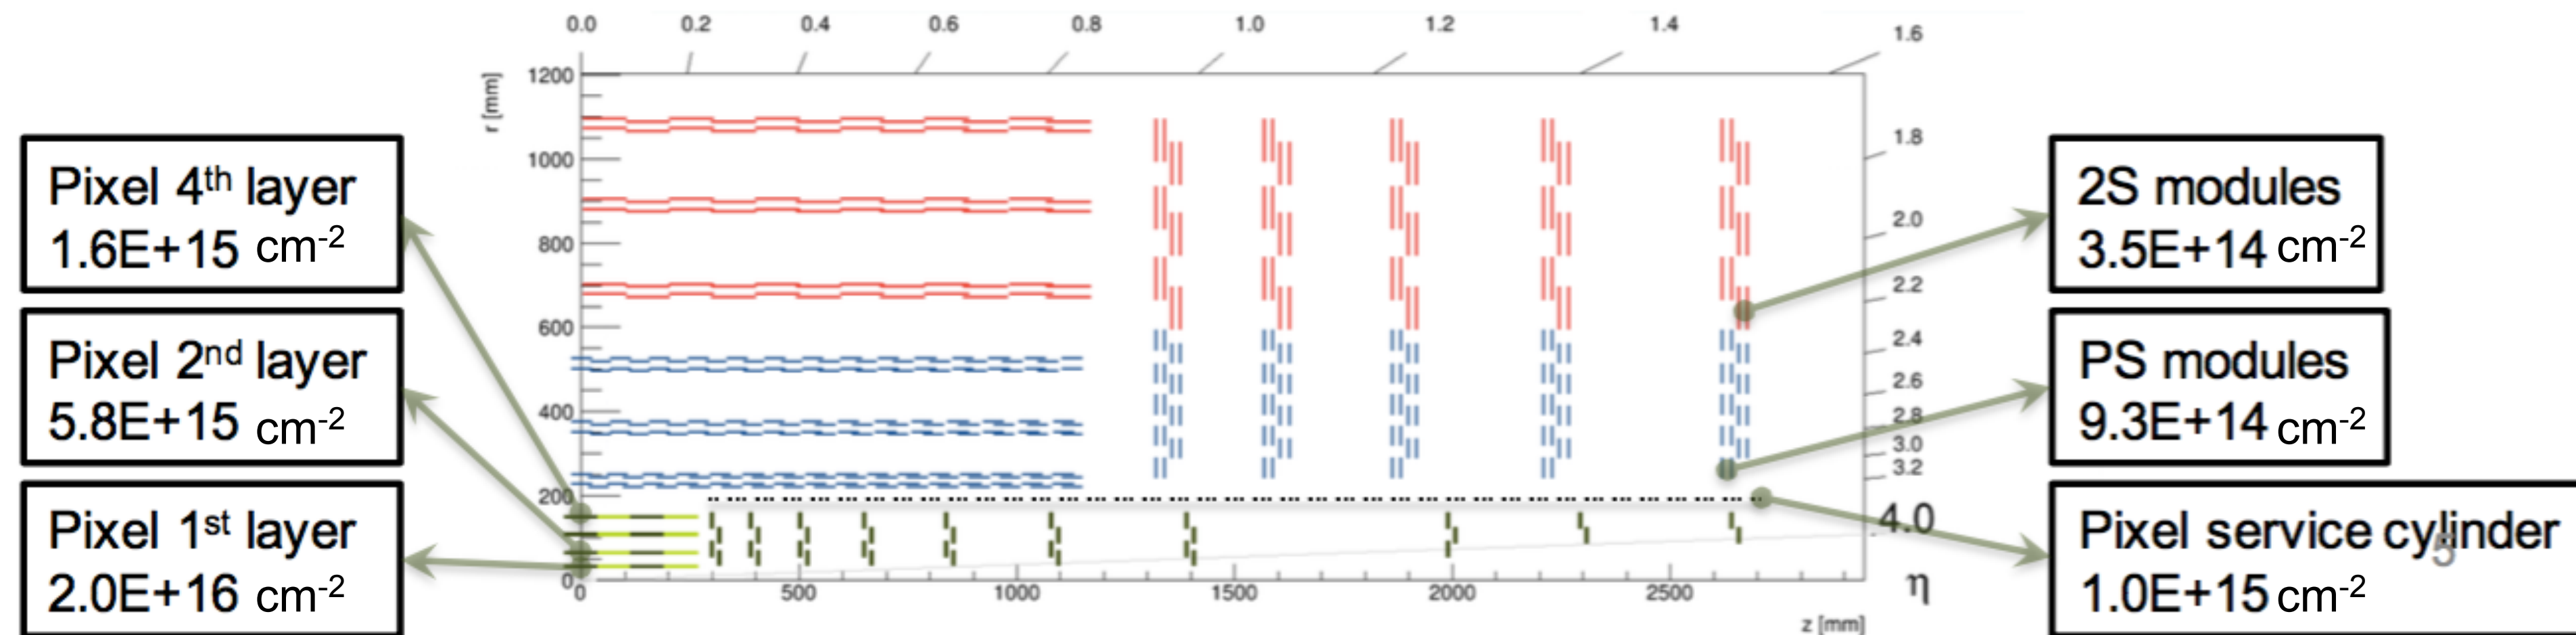 0.0 0.2 0.4 0.6 0.8 1.0 1.2 1.4 1.6
r [mm]
1200
1000
800
600
400
200
0
1.8
2.0
2.2
2.4
2.6
2.8
3.0
3.2
4.0
η
0 500 1000 1500 2000 2500
z [mm]
Pixel 4th layer
1.6E+15 cm-2
Pixel 2nd layer
5.8E+15 cm-2
Pixel 1st layer
2.0E+16 cm-2
2S modules
3.5E+14 cm-2
PS modules
9.3E+14 cm-2
Pixel service cylinder
1.0E+15 cm-2
5